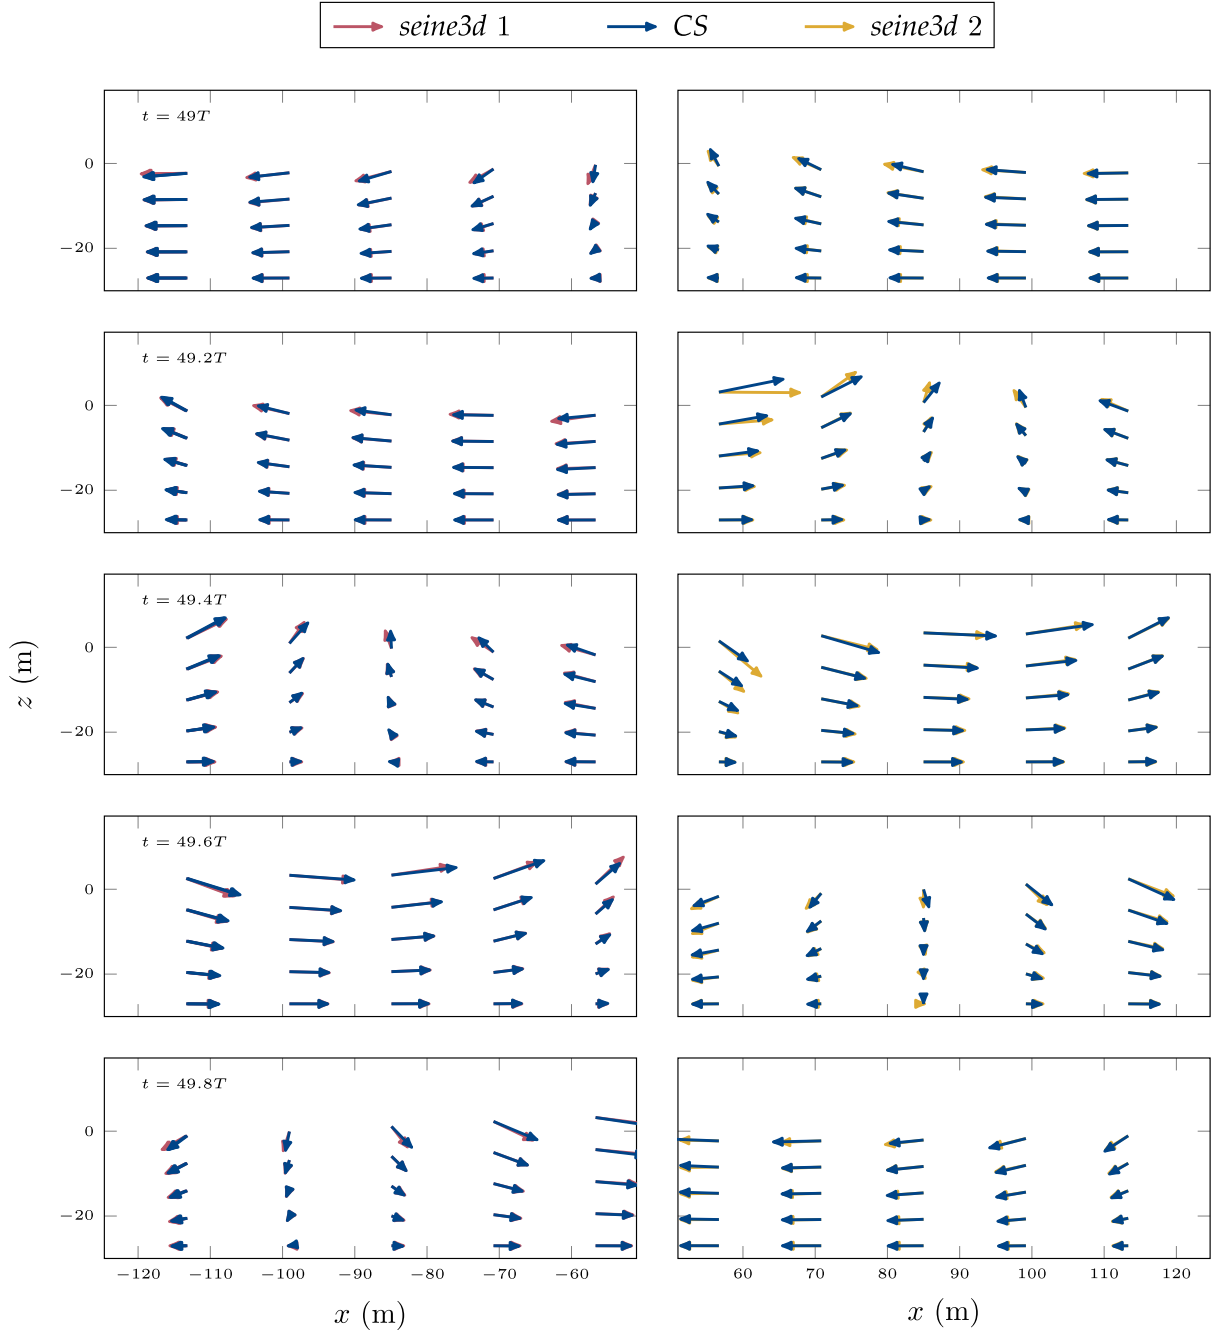 seine3d 1 CS seine3d 2
t = 49T
0
−20
t = 49.2T
0
−20
t = 49.4T
0
−20
z (m)
t = 49.6T
0
−20
t = 49.8T
0
−20
−120 −110 −100 −90 −80 −70 −60 60 70 80 90 100 110 120
x (m) x (m)